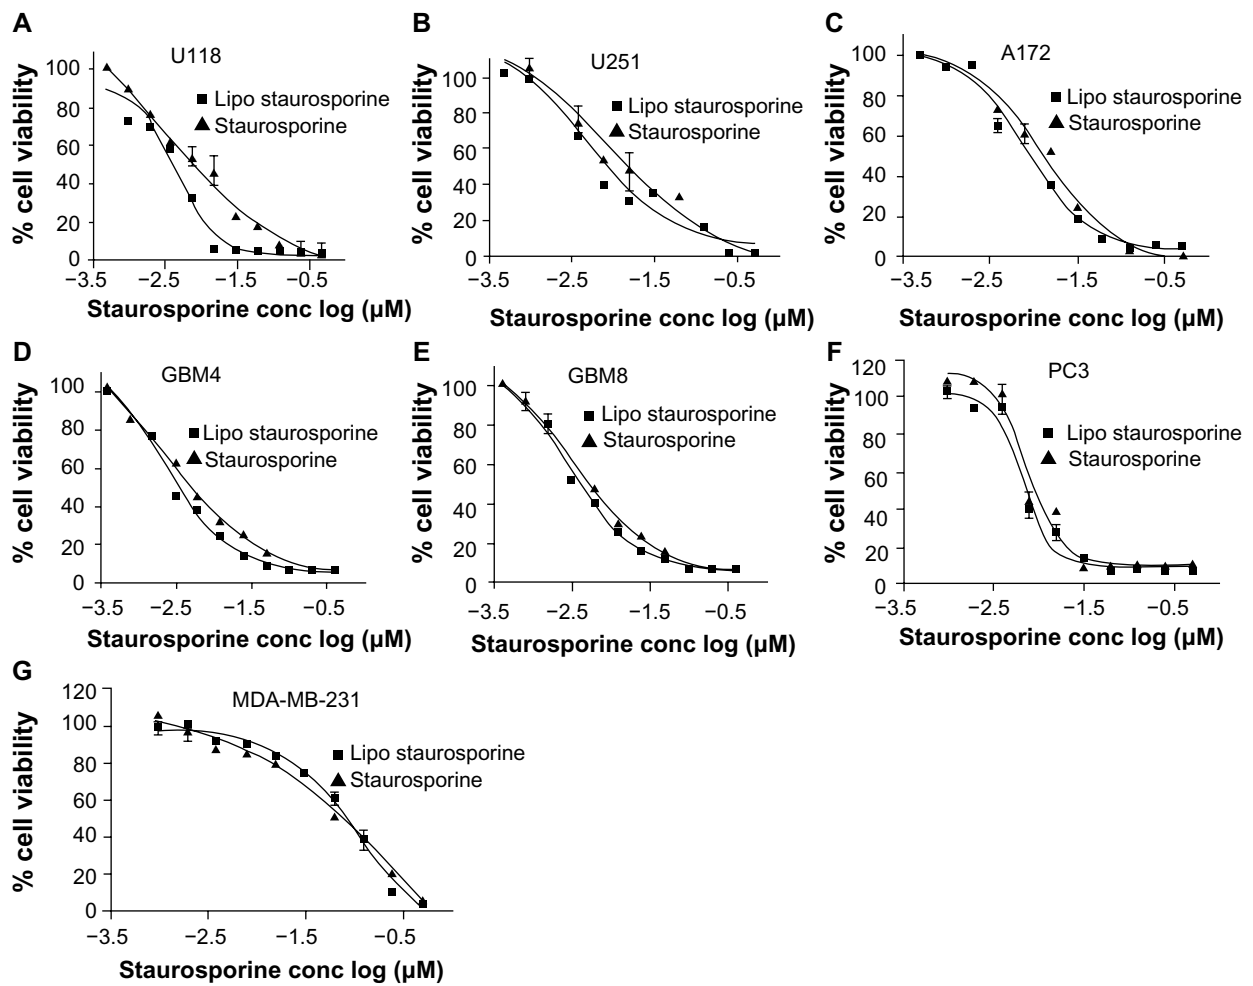 A
U118
% cell viability
100
80
60
40
20
0
−3.5 −2.5 −1.5 −0.5
Lipo staurosporine
Staurosporine
Staurosporine conc log (µM)
B
U251
% cell viability
100
80
60
40
20
0
−3.5 −2.5 −1.5 −0.5
Lipo staurosporine
Staurosporine
Staurosporine conc log (µM)
C
A172
% cell viability
100
80
60
40
20
0
−3.5 −2.5 −1.5 −0.5
Lipo staurosporine
Staurosporine
Staurosporine conc log (µM)
D
GBM4
% cell viability
100
80
60
40
20
0
−3.5 −2.5 −1.5 −0.5
Lipo staurosporine
Staurosporine
Staurosporine conc log (µM)
E
GBM8
% cell viability
100
80
60
40
20
0
−3.5 −2.5 −1.5 −0.5
Lipo staurosporine
Staurosporine
Staurosporine conc log (µM)
F
PC3
% cell viability
120
100
80
60
40
20
0
−3.5 −2.5 −1.5 −0.5
Lipo staurosporine
Staurosporine
Staurosporine conc log (µM)
G
MDA-MB-231
% cell viability
120
100
80
60
40
20
0
−3.5 −2.5 −1.5 −0.5
Lipo staurosporine
Staurosporine
Staurosporine conc log (µM)